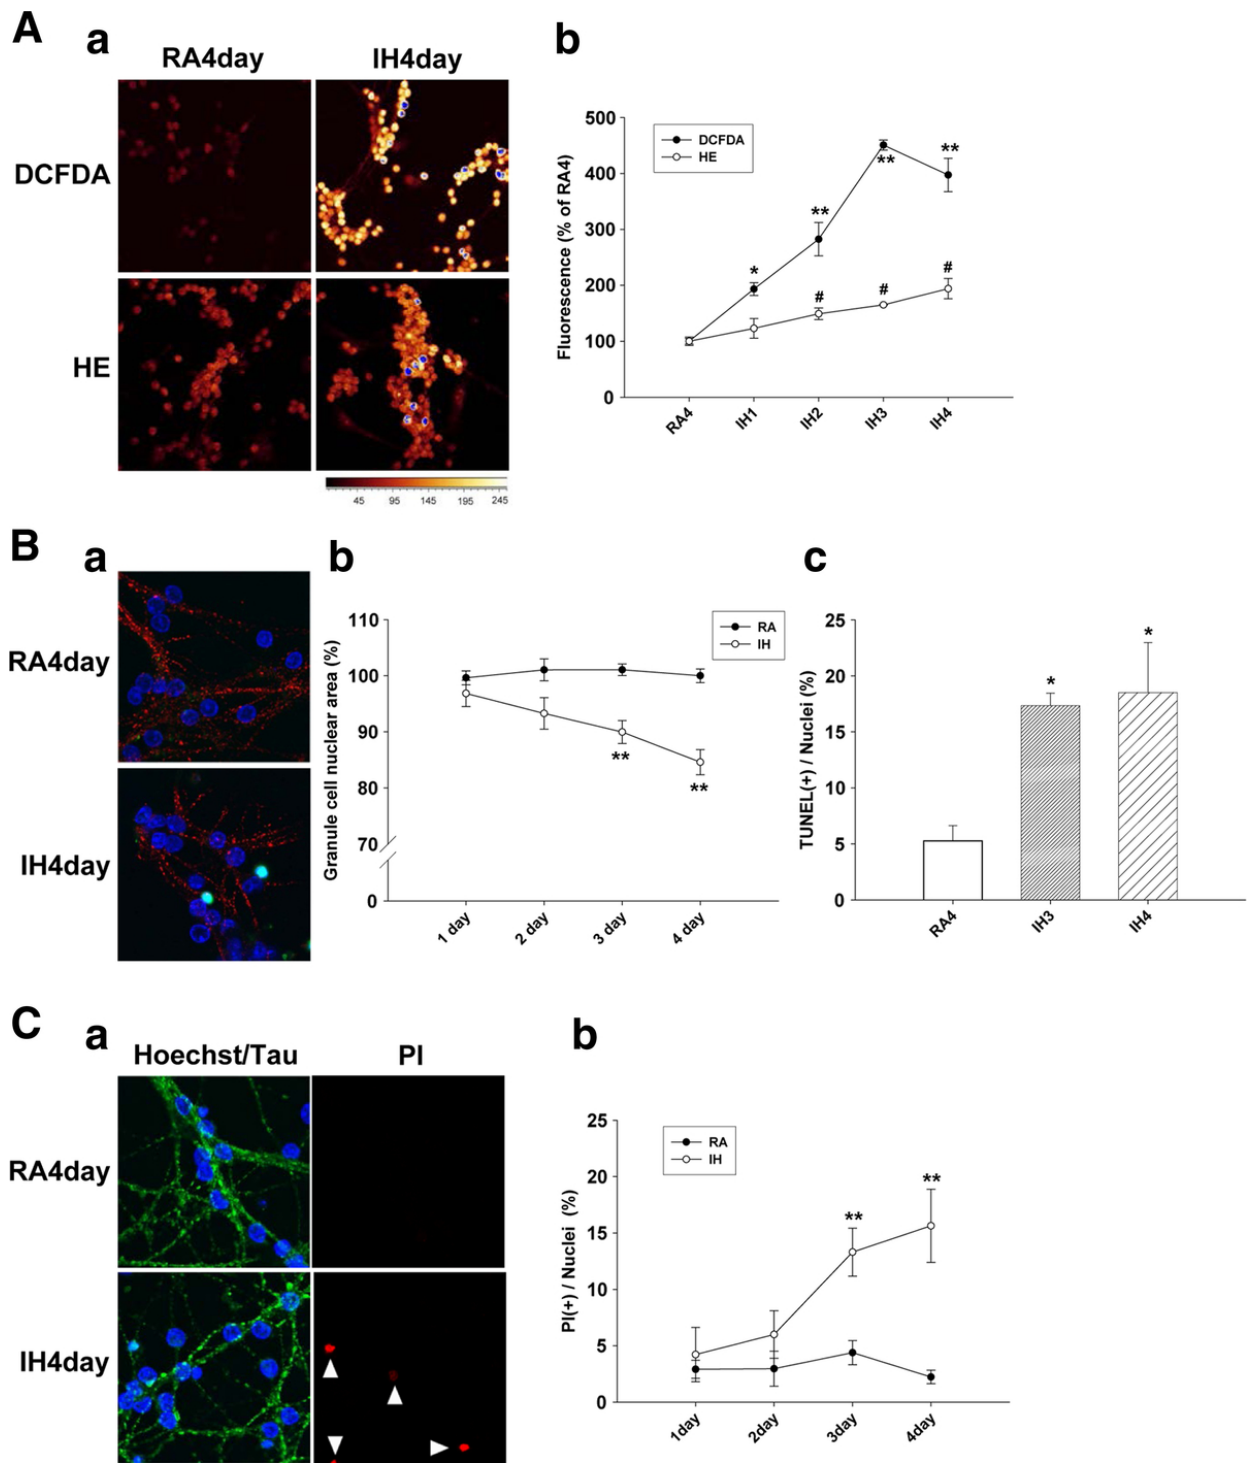 A
a
RA4day
IH4day
DCFDA
HE
45 95 145 195 245
b
500
400
300
200
100
0
Fluorescence (% of RA4)
DCFDA
HE
*
**
**
**
#
#
#
RA4
IH1
IH2
IH3
IH4
B
a
RA4day
IH4day
b
110
100
90
80
70
0
Granule cell nuclear area (%)
RA
IH
**
**
1 day
2 day
3 day
4 day
c
25
20
15
10
5
0
TUNEL(+) / Nuclei (%)
*
*
RA4
IH3
IH4
C
a
Hoechst/Tau
PI
RA4day
IH4day
b
25
20
15
10
5
0
PI(+) / Nuclei (%)
RA
IH
**
**
1day
2day
3day
4day